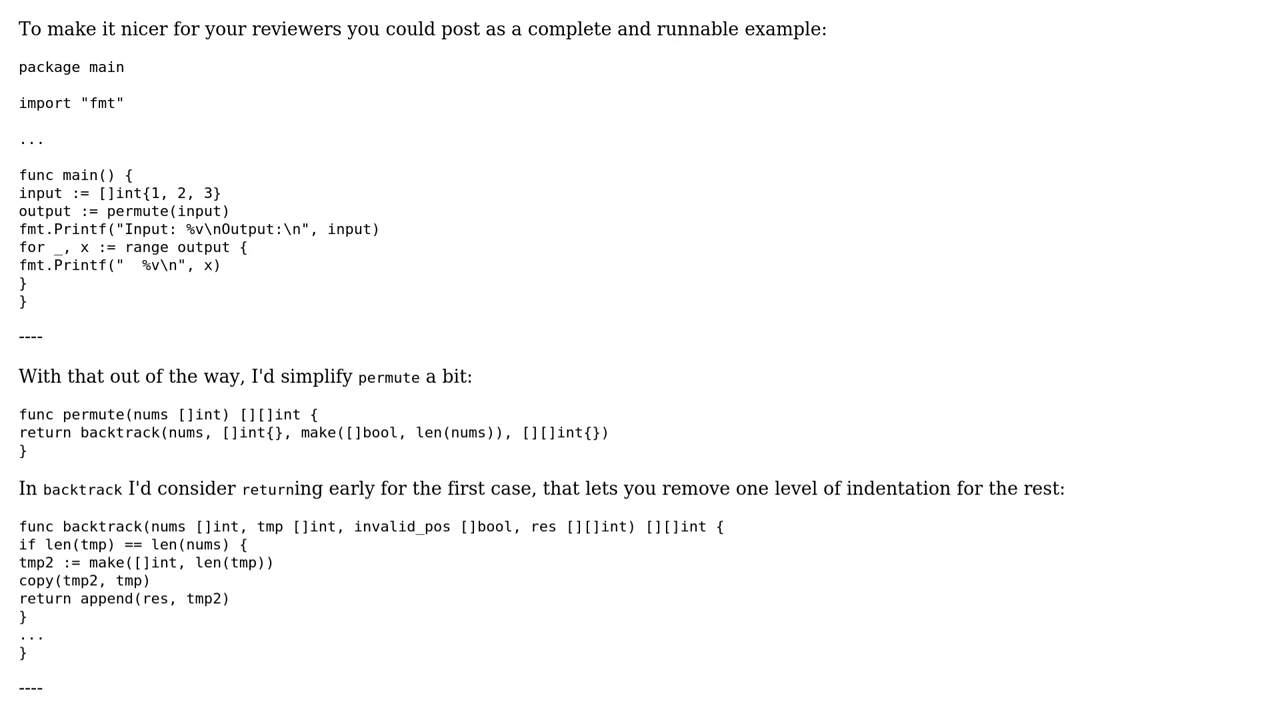 To make it nicer for your reviewers you could post as a complete and runnable example:
package main
import "fmt"
...
func main() {
input := []int{1, 2, 3}
output := permute(input)
fmt.Printf("Input: %v\nOutput:\n", input)
for _, x := range output {
fmt.Printf("  %v\n", x)
}
}
----
With that out of the way, I'd simplify permute a bit:
func permute(nums []int) [][]int {
return backtrack(nums, []int{}, make([]bool, len(nums)), [][]int{})
}
In backtrack I'd consider returning early for the first case, that lets you remove one level of indentation for the rest:
func backtrack(nums []int, tmp []int, invalid_pos []bool, res [][]int) [][]int {
if len(tmp) == len(nums) {
tmp2 := make([]int, len(tmp))
copy(tmp2, tmp)
return append(res, tmp2)
}
...
}
----